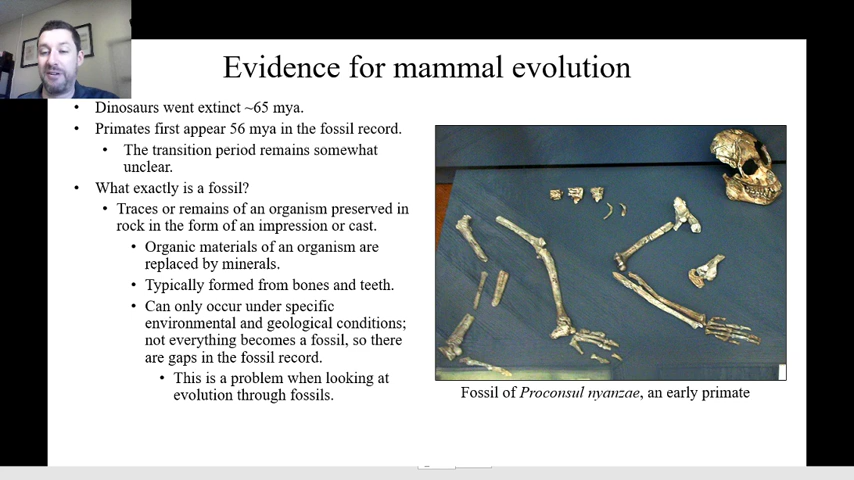 Evidence for mammal evolution
• Dinosaurs went extinct ~65 mya.
• Primates first appear 56 mya in the fossil record.
• The transition period remains somewhat
unclear.
• What exactly is a fossil?
• Traces or remains of an organism preserved in
rock in the form of an impression or cast.
• Organic materials of an organism are
replaced by minerals.
• Typically formed from bones and teeth.
• Can only occur under specific
environmental and geological conditions;
not everything becomes a fossil, so there
are gaps in the fossil record.
• This is a problem when looking at
evolution through fossils.
Fossil of Proconsul nyanzae, an early primate